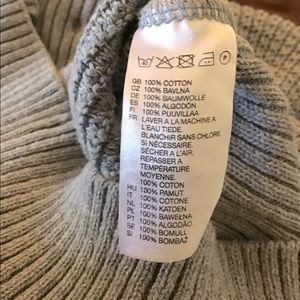 GB 100% COTTON
CZ 100% BAVLNA
DE 100% BAUMWOLLE
ES 100% ALGODÓN
FI 100% PUUVILLAA
FR LAVER A LA MACHINE A
L'EAU TIEDE.
BLANCHIR SANS CHLORE
SI NÉCESSAIRE.
SÉCHER A L'AIR.
REPASSER A
TEMPÉRATURE
MOYENNE.
100% COTON
HU 100% PAMUT
IT 100% COTONE
NL 100% KATOEN
PL 100% BAWEŁNA
PT 100% ALGODÃO
SE 100% BOMULL
SI 100% BOMBAŽ